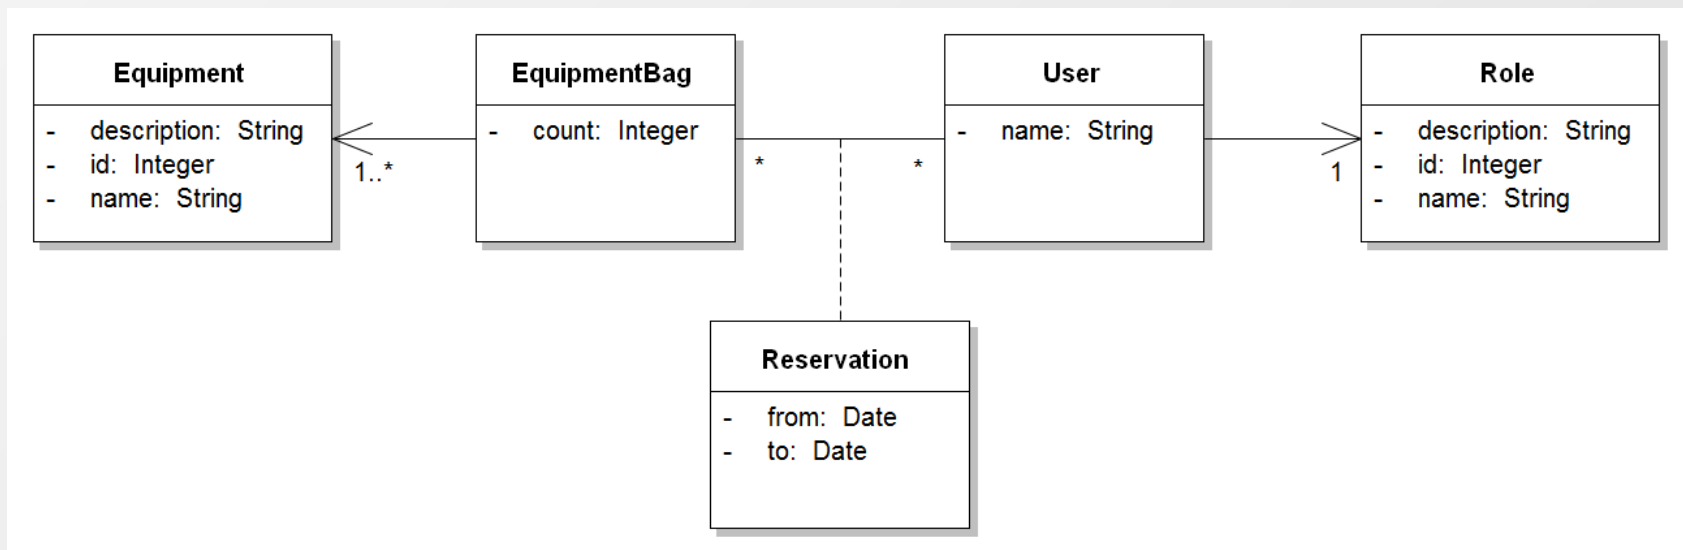 Equipment
- description: String
- id: Integer
- name: String
1..*
EquipmentBag
- count: Integer
*
*
User
- name: String
1
Role
- description: String
- id: Integer
- name: String
Reservation
- from: Date
- to: Date